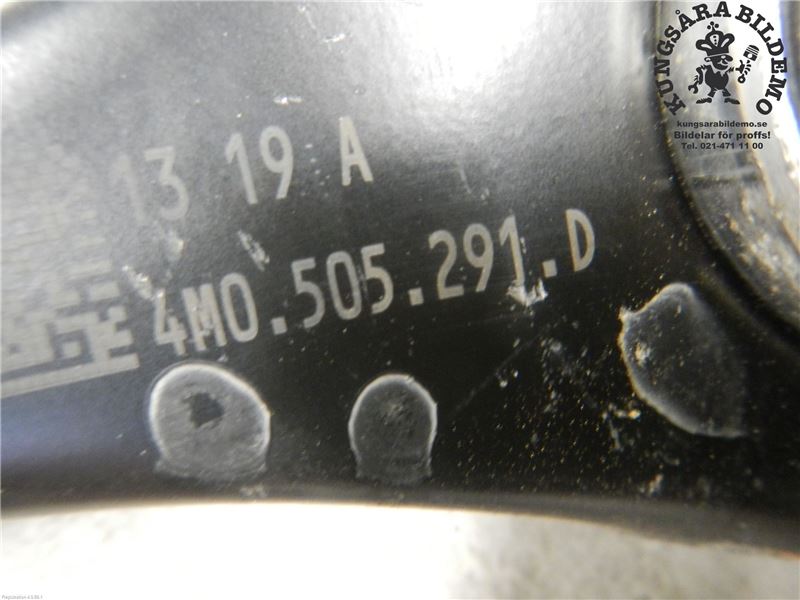 KUNGSÅRA BILDEMO
kungsarabildemo.se
Bildelar för proffs!
Tel. 021-471 11 00
13 19 A
4M0.505.291.D